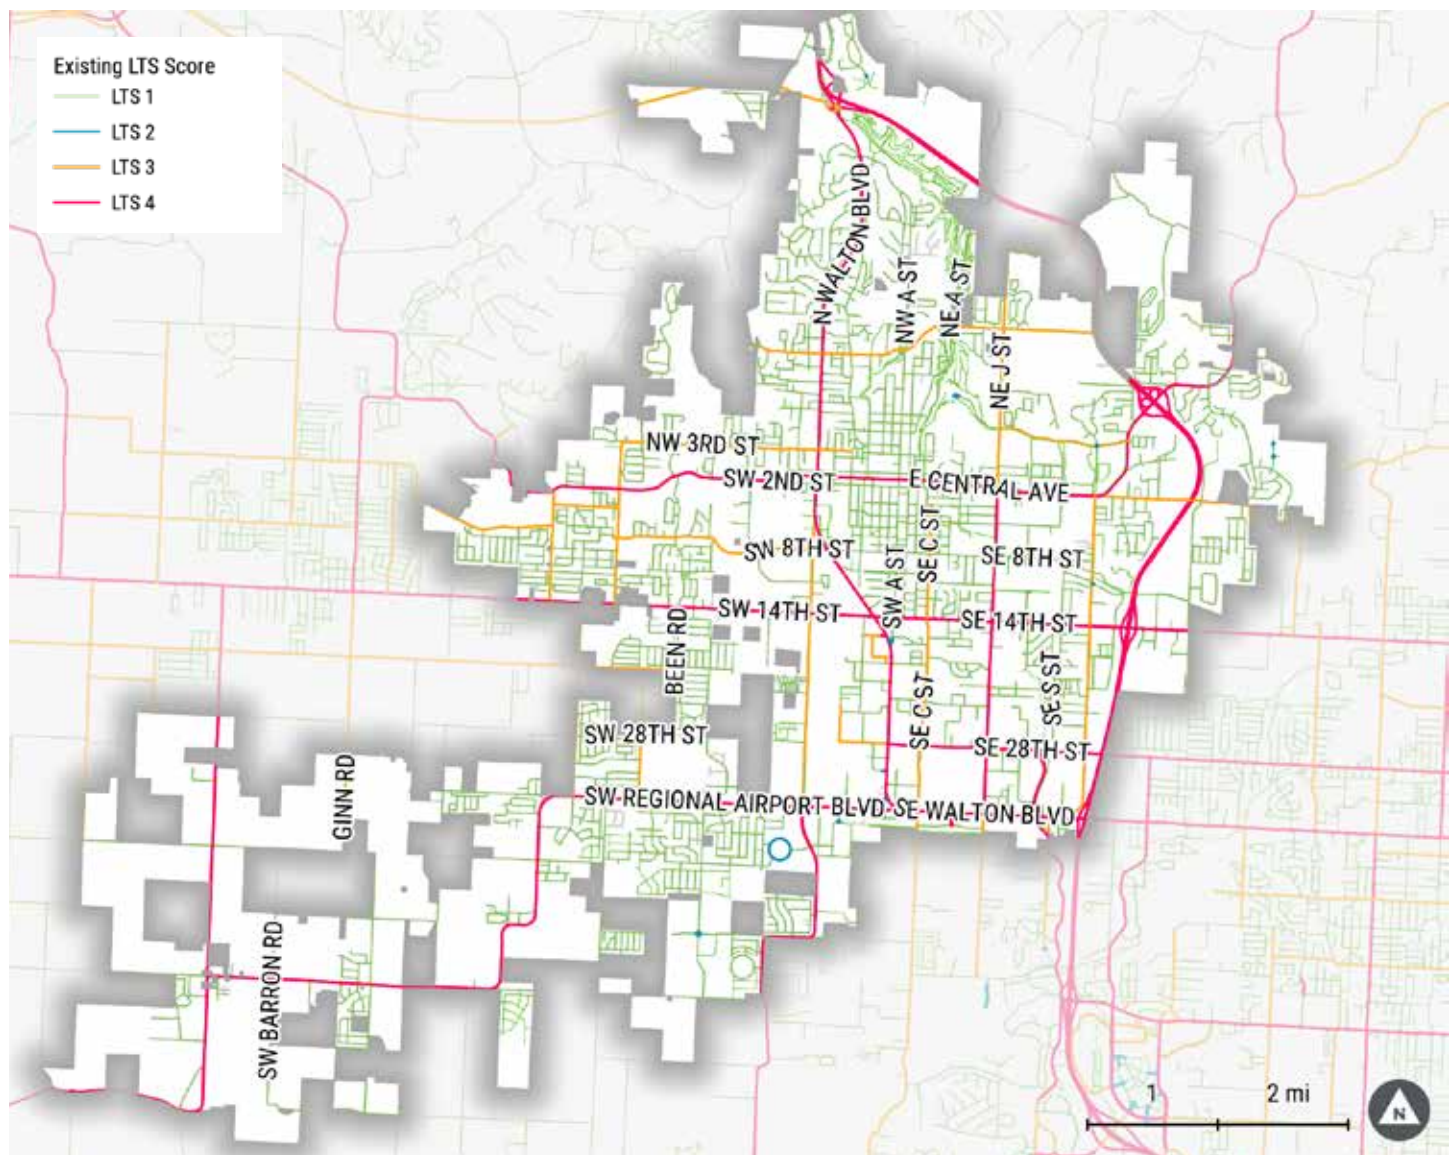 Existing LTS Score
LTS 1
LTS 2
LTS 3
LTS 4
N WALTON BLVD
NW A ST
NE A ST
NE J ST
NW 3RD ST
SW 2ND ST
E CENTRAL AVE
SW 8TH ST
SE C ST
SE 8TH ST
SW A ST
SW 14TH ST
SE 14TH ST
BEEN RD
SE S ST
SE C ST
SW 28TH ST
SE 28TH ST
GINN RD
SW REGIONAL AIRPORT BLVD
SE WALTON BLVD
SW BARRON RD
1
2 mi
N